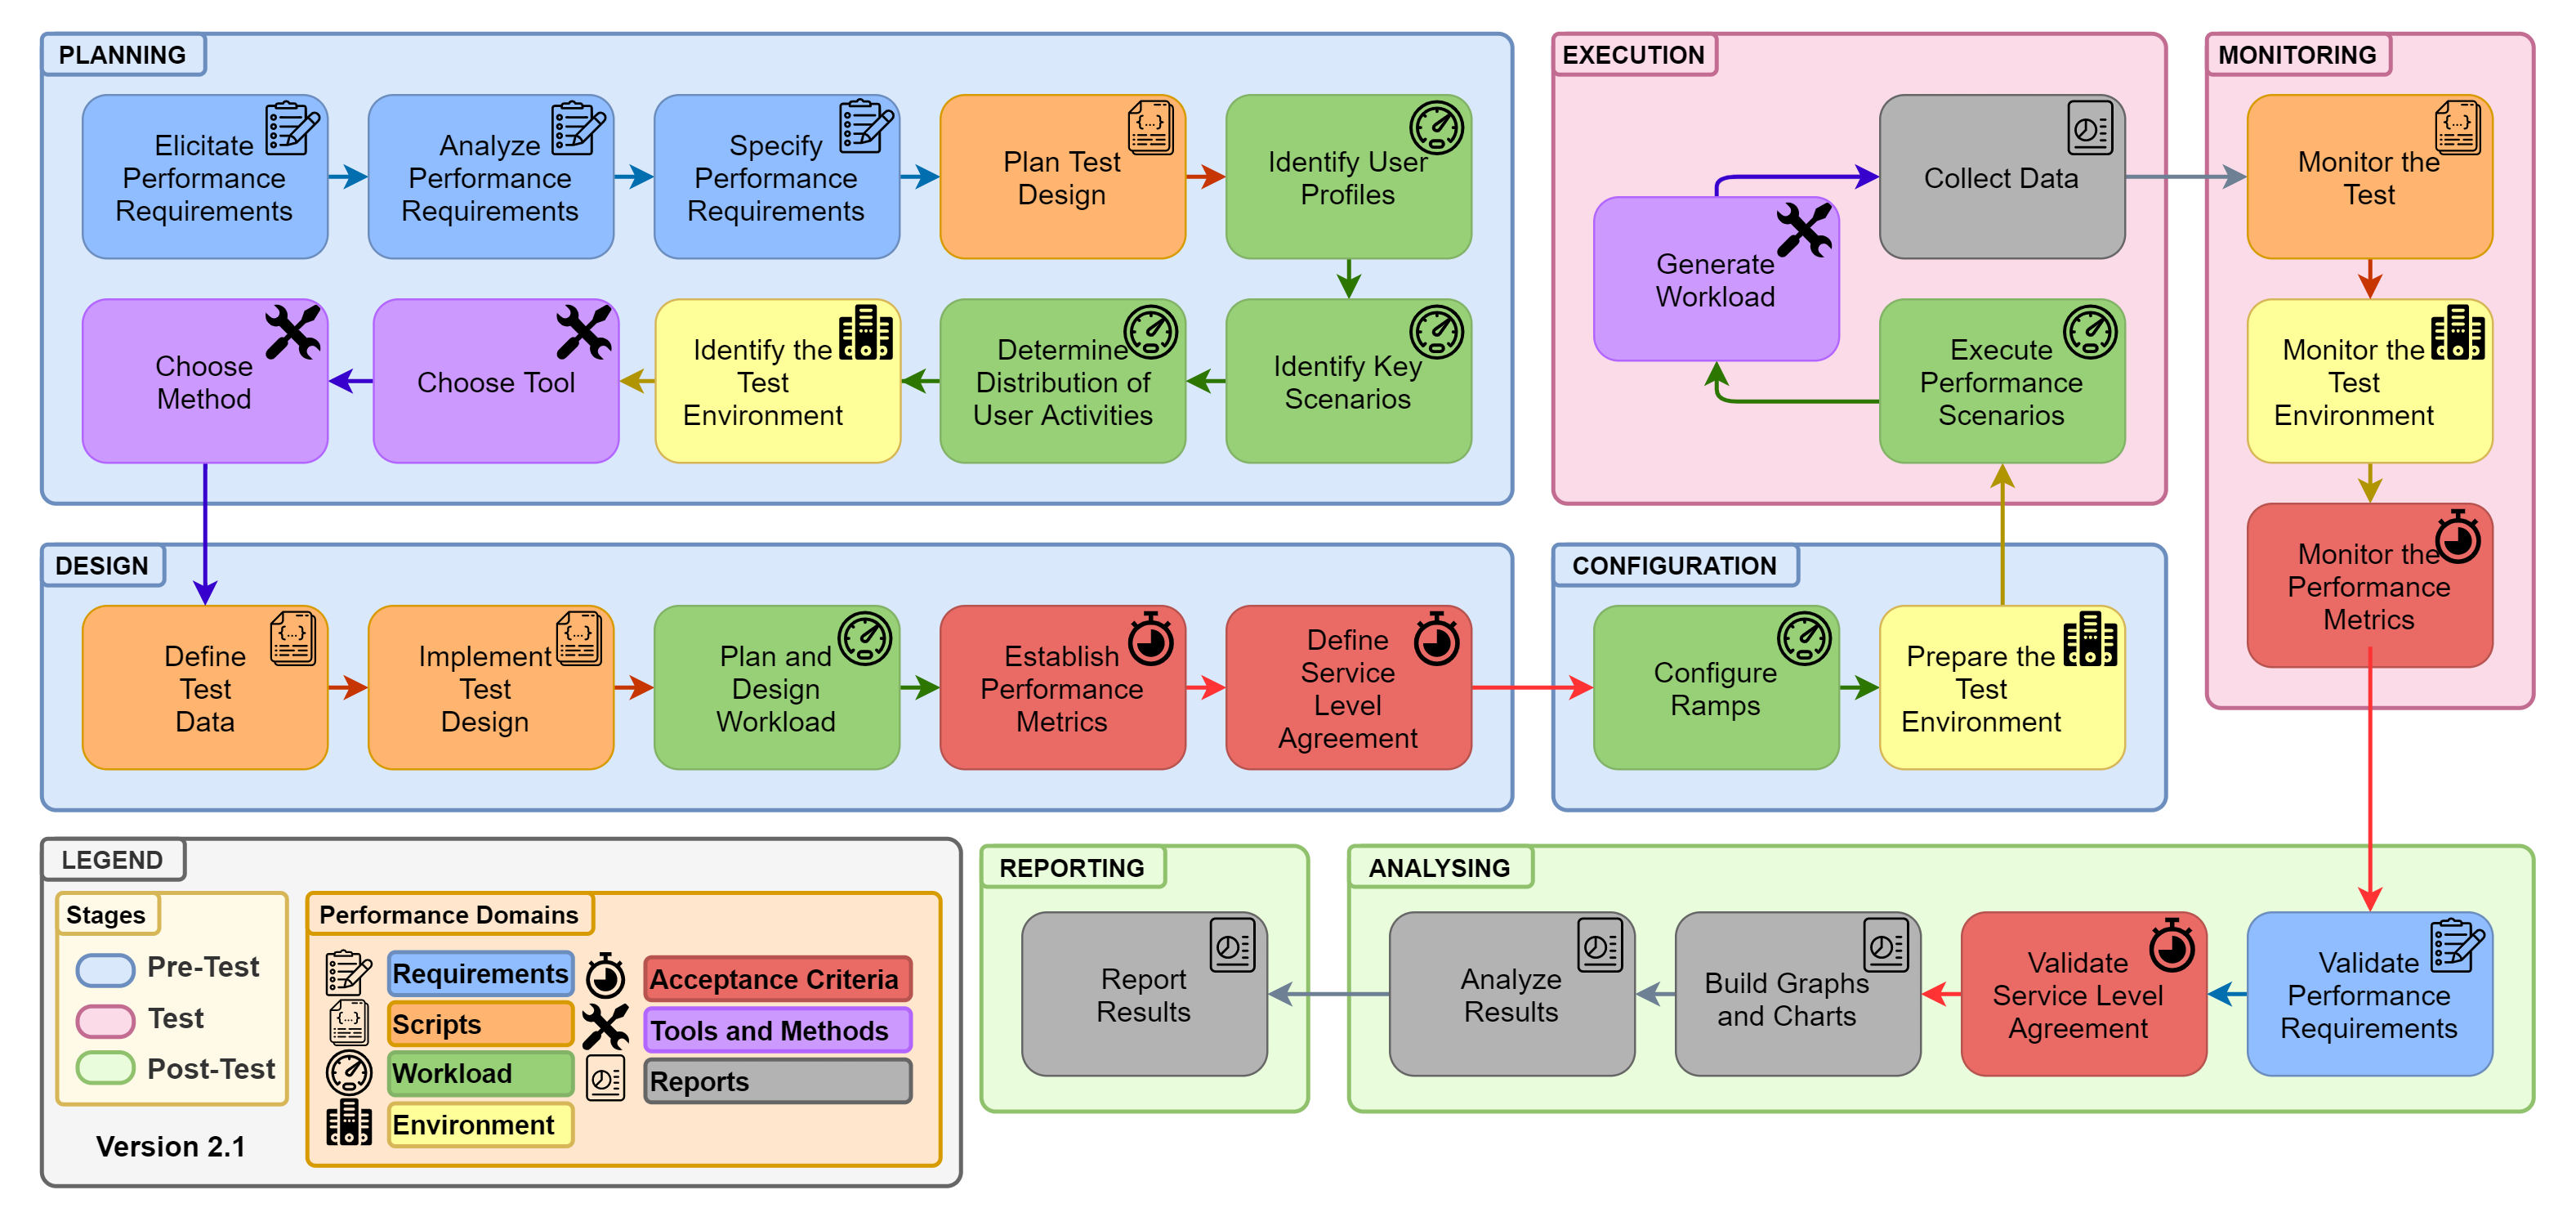 PLANNING
Elicitate
Performance
Requirements
Analyze
Performance
Requirements
Specify
Performance
Requirements
Plan Test
Design
{...}
Identify User
Profiles
Choose
Method
Choose Tool
Identify the
Test
Environment
Determine
Distribution of
User Activities
Identify Key
Scenarios
EXECUTION
Generate
Workload
Collect Data
Execute
Performance
Scenarios
MONITORING
Monitor the
Test
{...}
Monitor the
Test
Environment
Monitor the
Performance
Metrics
DESIGN
Define
Test
Data
{...}
Implement
Test
Design
{...}
Plan and
Design
Workload
Establish
Performance
Metrics
Define
Service
Level
Agreement
CONFIGURATION
Configure
Ramps
Prepare the
Test
Environment
LEGEND
Stages
Pre-Test
Test
Post-Test
Version 2.1
Performance Domains
Requirements
{...}
Scripts
Workload
Environment
Acceptance Criteria
Tools and Methods
Reports
REPORTING
Report
Results
ANALYSING
Analyze
Results
Build Graphs
and Charts
Validate
Service Level
Agreement
Validate
Performance
Requirements